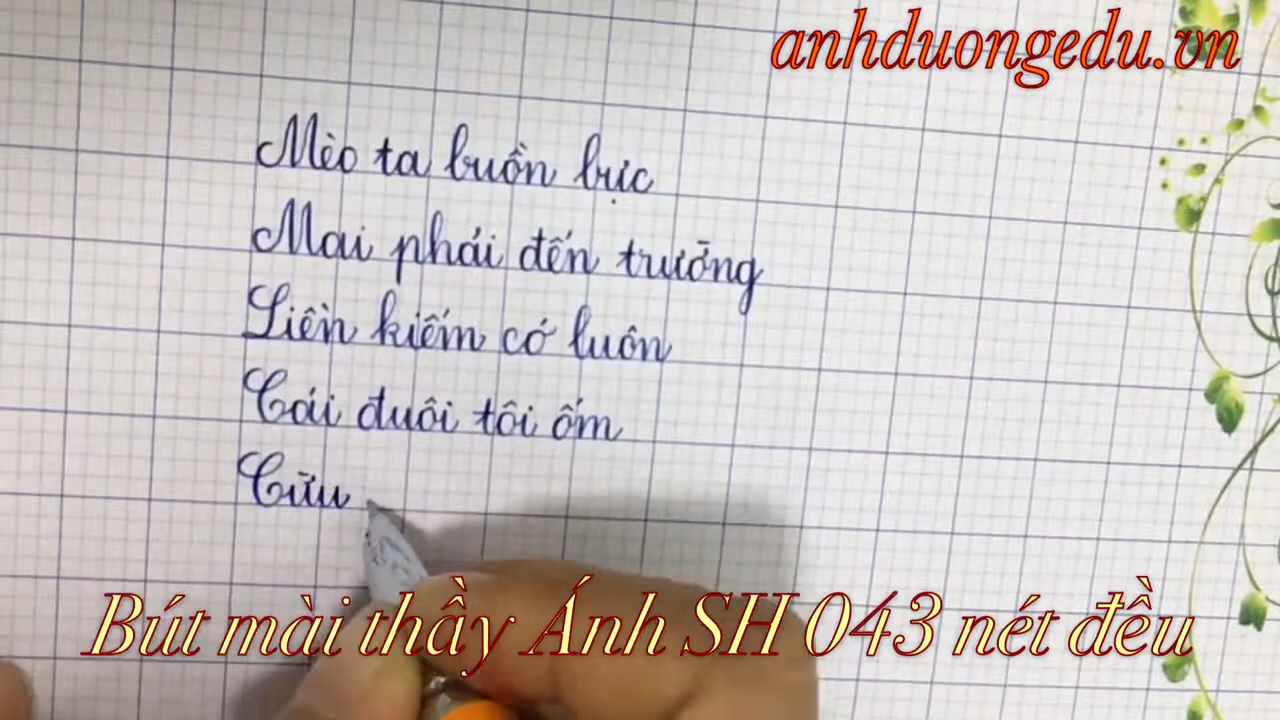 anhduongedu.vn
Mèo ta buồn bực
Mai phải đến trường
Liền kiếm cớ luôn
Cái đuôi tôi ốm
Cừu
Bút mài thầy Ánh SH 043 nét đều